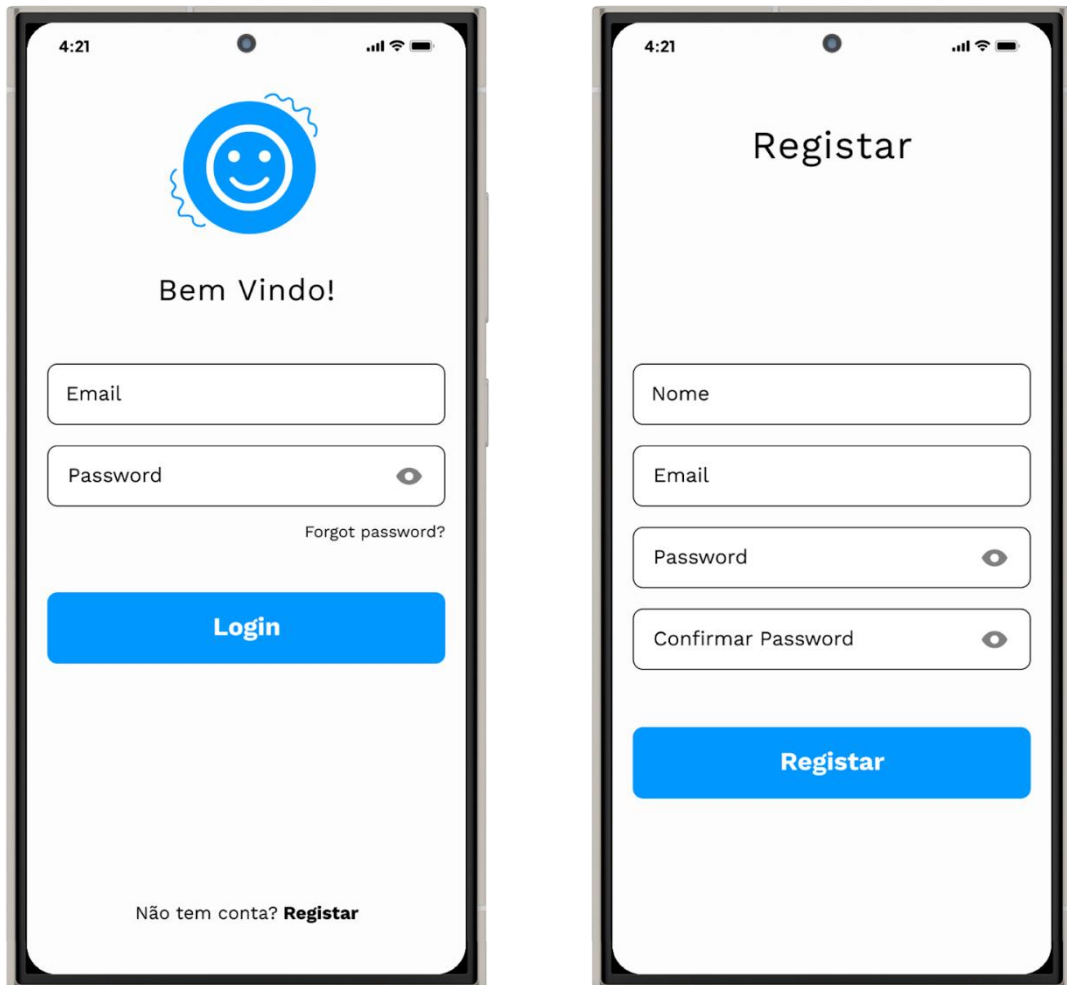 4:21
Bem Vindo!
Email
Password
Forgot password?
Login
Não tem conta? Registar
4:21
Registar
Nome
Email
Password
Confirmar Password
Registar